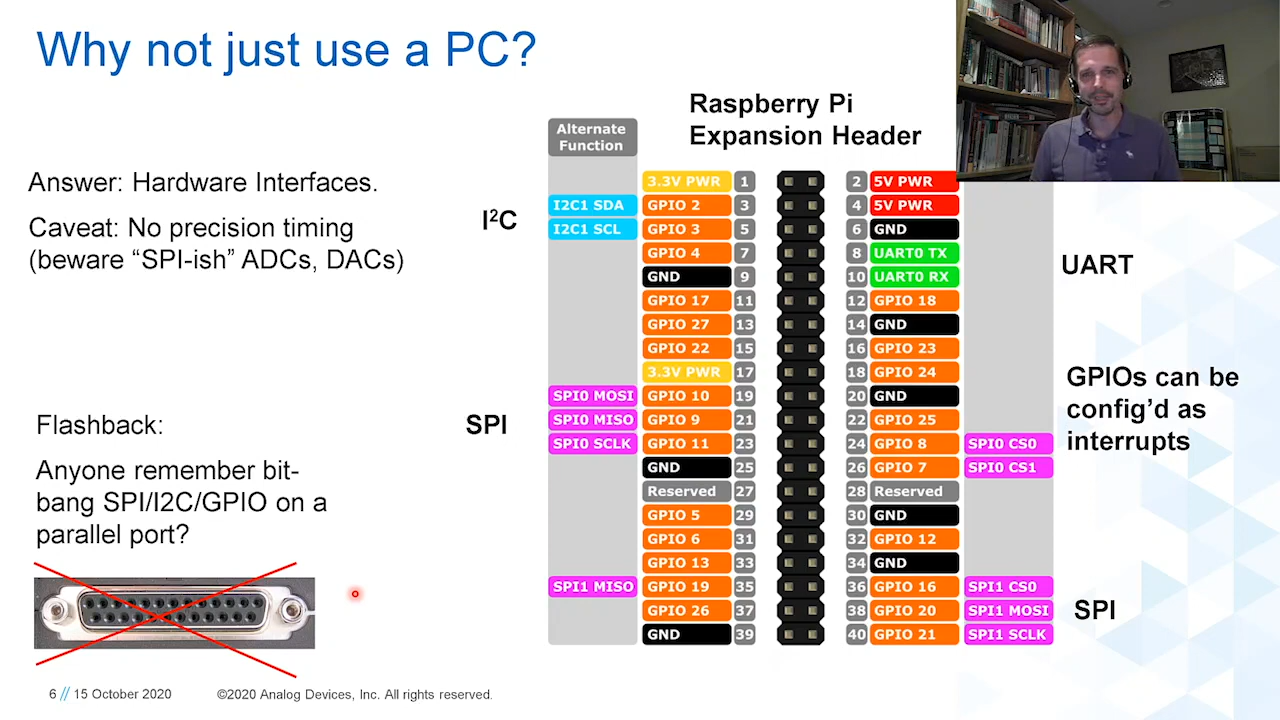 Why not just use a PC?
Raspberry Pi
Expansion Header
Answer: Hardware Interfaces.
Caveat: No precision timing
(beware “SPI-ish” ADCs, DACs)
Flashback:
Anyone remember bit-
bang SPI/I2C/GPIO on a
parallel port?
I²C
SPI
Alternate
Function
3.3V PWR 1 2 5V PWR
I2C1 SDA GPIO 2 3 4 5V PWR
I2C1 SCL GPIO 3 5 6 GND
GPIO 4 7 8 UART0 TX
GND 9 10 UART0 RX
GPIO 17 11 12 GPIO 18
GPIO 27 13 14 GND
GPIO 22 15 16 GPIO 23
3.3V PWR 17 18 GPIO 24
SPI0 MOSI GPIO 10 19 20 GND
SPI0 MISO GPIO 9 21 22 GPIO 25
SPI0 SCLK GPIO 11 23 24 GPIO 8 SPI0 CS0
GND 25 26 GPIO 7 SPI0 CS1
Reserved 27 28 Reserved
GPIO 5 29 30 GND
GPIO 6 31 32 GPIO 12
GPIO 13 33 34 GND
SPI1 MISO GPIO 19 35 36 GPIO 16 SPI1 CS0
GPIO 26 37 38 GPIO 20 SPI1 MOSI
GND 39 40 GPIO 21 SPI1 SCLK
UART
GPIOs can be
config’d as
interrupts
SPI
6 // 15 October 2020 ©2020 Analog Devices, Inc. All rights reserved.